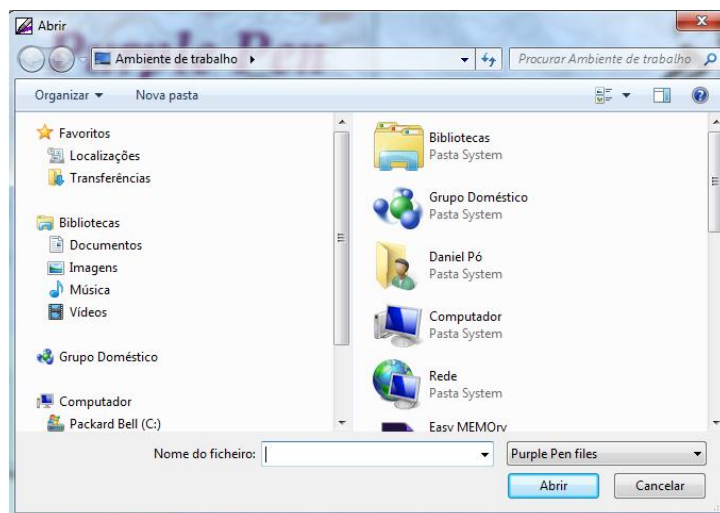 Abrir
Purple Pen
Ambiente de trabalho
Procurar Ambiente de trabalho
Organizar
Nova pasta
Favoritos
Localizações
Transferências
Bibliotecas
Documentos
Imagens
Música
Vídeos
Grupo Doméstico
Computador
Packard Bell (C:)
Bibliotecas
Pasta System
Grupo Doméstico
Pasta System
Daniel Pó
Pasta System
Computador
Pasta System
Rede
Pasta System
Easy MEMOry
Nome do ficheiro:
Purple Pen files
Abrir
Cancelar